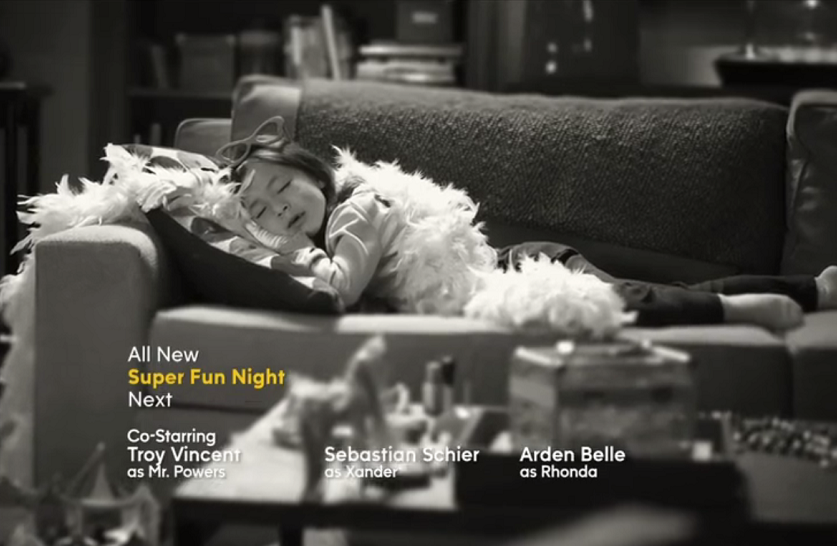 All New
Super Fun Night
Next
Co-Starring
Troy Vincent Sebastian Schier Arden Belle
as Mr. Powers as Xander as Rhonda